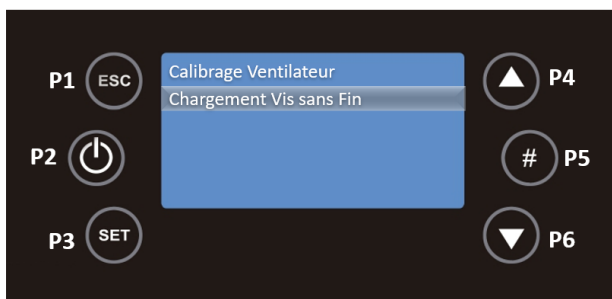 P1 ESC
Calibrage Ventilateur
Chargement Vis sans Fin
P4
P2
# P5
P3 SET
P6